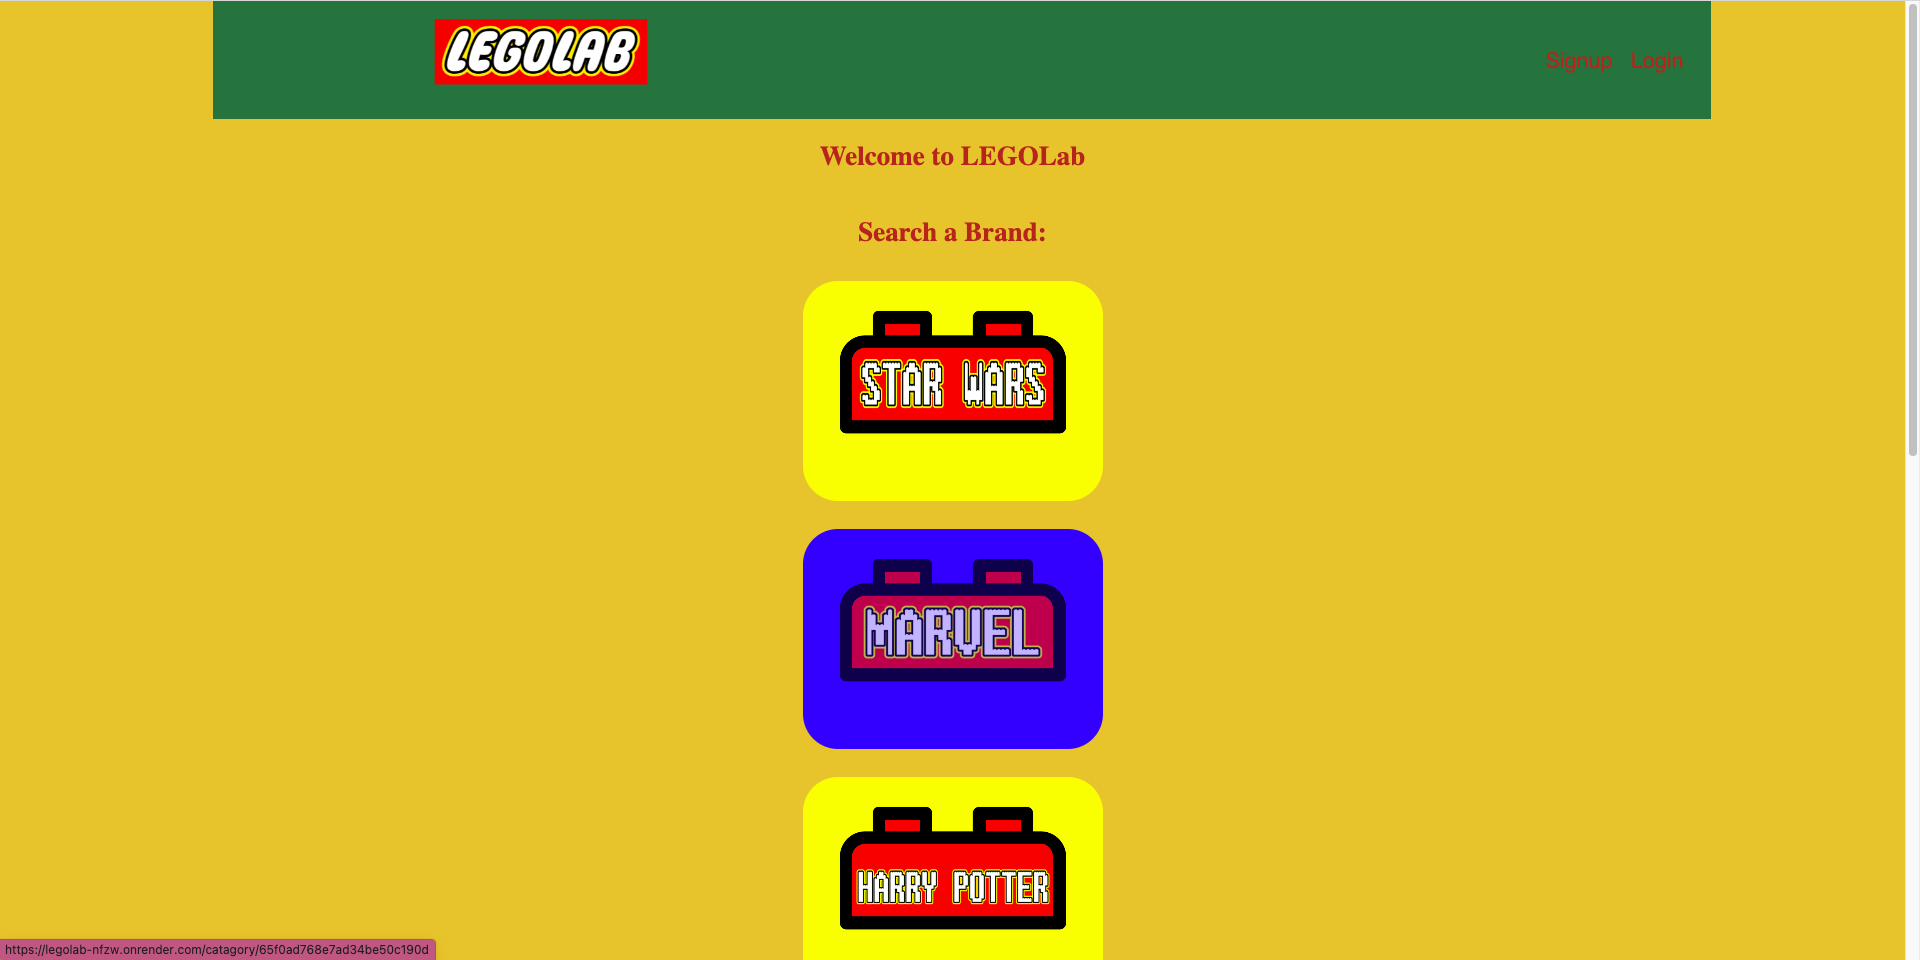 LEGOLAB
Signup Login
Welcome to LEGOLab
Search a Brand:
STAR WARS
MARVEL
HARRY POTTER
https://legolab-nfzw.onrender.com/catagory/65f0ad768e7ad34be50c190d